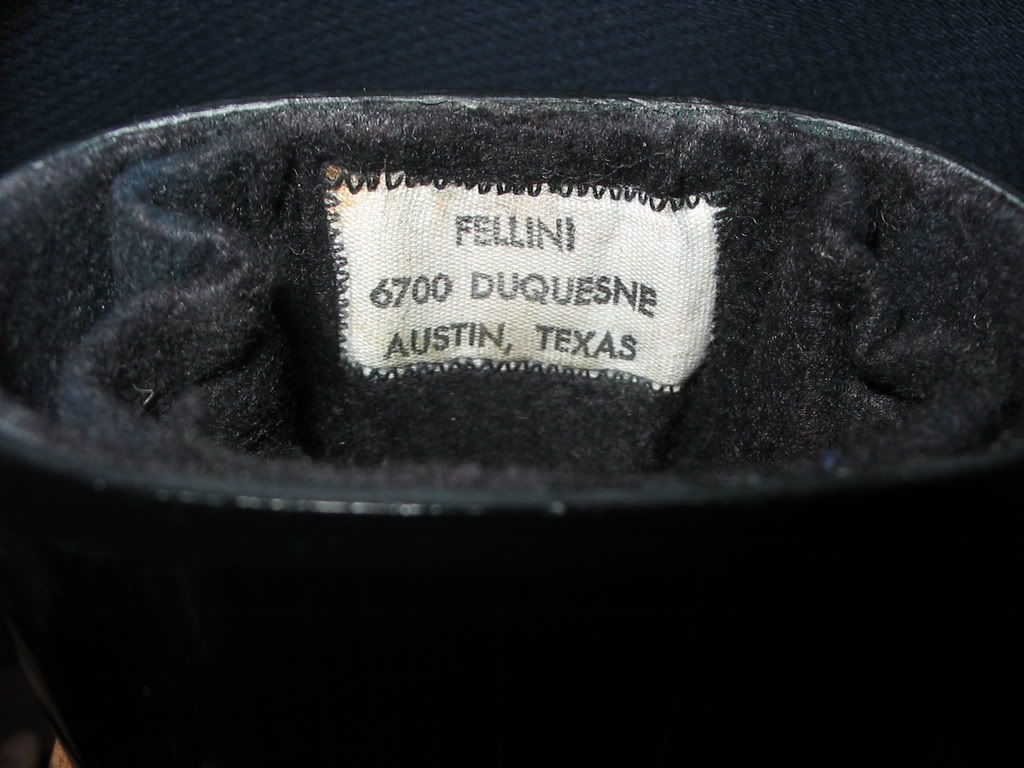 FELLINI
6700 DUQUESNE
AUSTIN, TEXAS